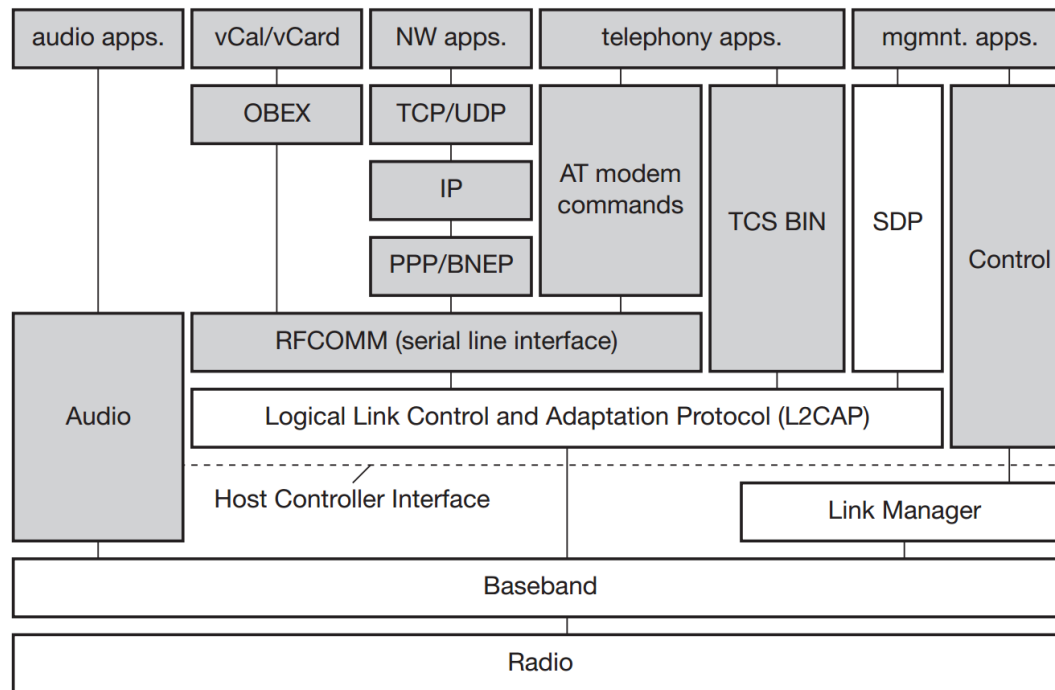 audio apps.
vCal/vCard
NW apps.
telephony apps.
mgmnt. apps.
OBEX
TCP/UDP
AT modem
commands
TCS BIN
SDP
Control
IP
PPP/BNEP
RFCOMM (serial line interface)
Audio
Logical Link Control and Adaptation Protocol (L2CAP)
Host Controller Interface
Link Manager
Baseband
Radio